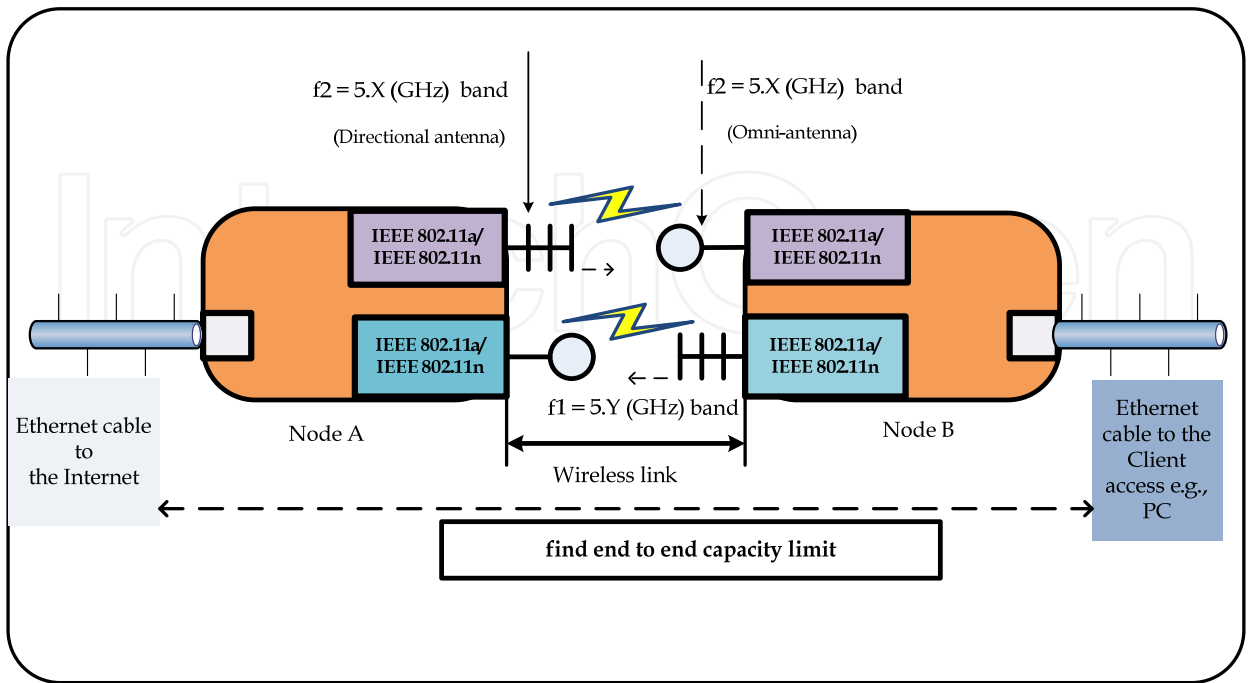 f2 = 5.X (GHz) band
(Directional antenna)
f2 = 5.X (GHz) band
(Omni-antenna)
IntechOpen
IEEE 802.11a/
IEEE 802.11n
IEEE 802.11a/
IEEE 802.11n
IEEE 802.11a/
IEEE 802.11n
IEEE 802.11a/
IEEE 802.11n
f1 = 5.Y (GHz) band
Node A
Node B
Wireless link
Ethernet cable
to
the Internet
Ethernet
cable to the
Client
access e.g.,
PC
find end to end capacity limit